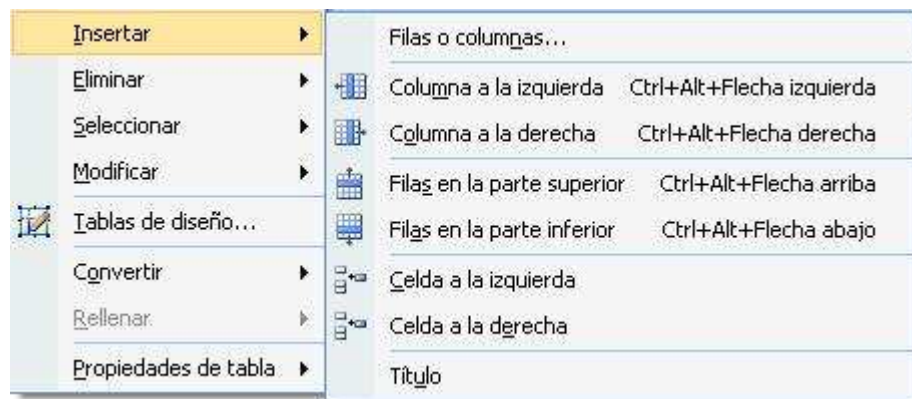 Insertar
Eliminar
Seleccionar
Modificar
Tablas de diseño...
Convertir
Rellenar
Propiedades de tabla
Filas o columnas...
Columna a la izquierda Ctrl+Alt+Flecha izquierda
Columna a la derecha Ctrl+Alt+Flecha derecha
Filas en la parte superior Ctrl+Alt+Flecha arriba
Filas en la parte inferior Ctrl+Alt+Flecha abajo
Celda a la izquierda
Celda a la derecha
Título